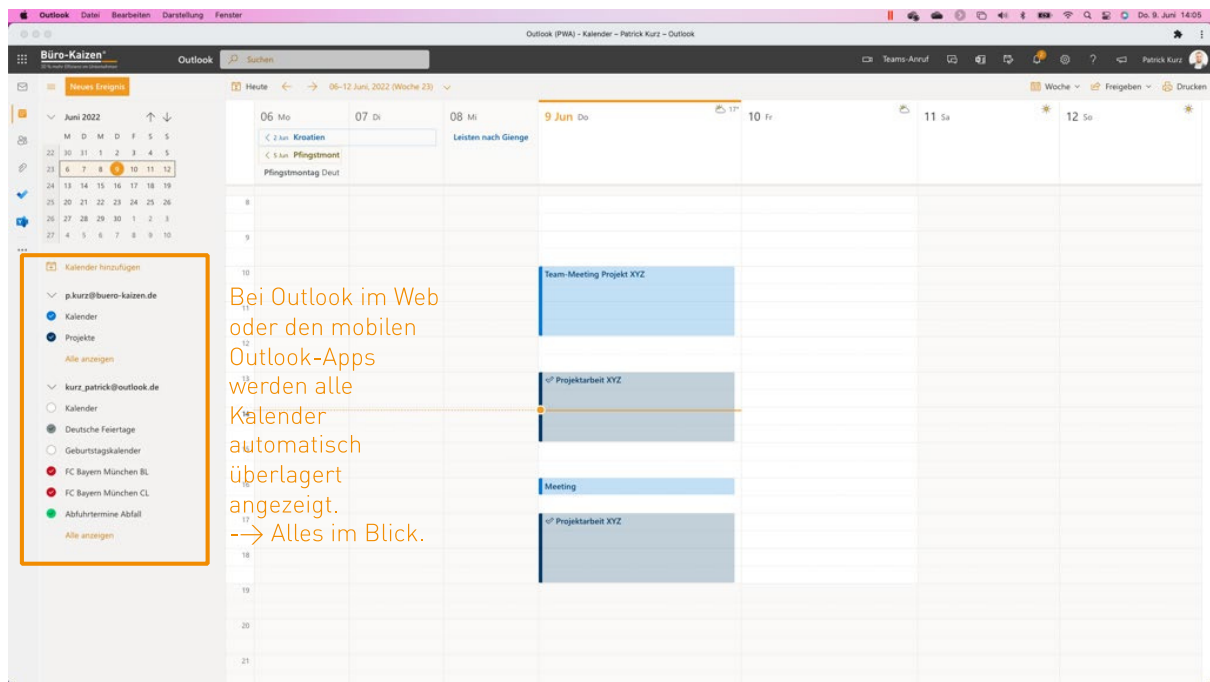 Outlook Datei Bearbeiten Darstellung Fenster
Do. 9. Juni 14:05
Outlook (PWA) - Kalender – Patrick Kurz – Outlook
Büro-Kaizen
Outlook
Suchen
Teams-Anruf
Patrick Kurz
Neues Ereignis
Heute
06–12 Juni, 2022 (Woche 23)
Woche
Freigeben
Drucken
Juni 2022
M D M D F S S
22 30 31 1 2 3 4 5
23 6 7 8 9 10 11 12
24 13 14 15 16 17 18 19
25 20 21 22 23 24 25 26
26 27 28 29 30 1 2 3
27 4 5 6 7 8 9 10
Kalender hinzufügen
p.kurz@buero-kaizen.de
Kalender
Projekte
Alle anzeigen
kurz_patrick@outlook.de
Kalender
Deutsche Feiertage
Geburtstagskalender
FC Bayern München BL
FC Bayern München CL
Abfuhrtermine Abfall
Alle anzeigen
06 Mo
07 Di
08 Mi
9 Jun Do
17°
10 Fr
11 Sa
12 So
2 Jun Kroatien
Leisten nach Gienge
5 Jun Pfingstmont
Pfingstmontag Deut
8
9
10
11
12
13
14
15
16
17
18
19
20
21
Team-Meeting Projekt XYZ
Projektarbeit XYZ
Meeting
Projektarbeit XYZ
Bei Outlook im Web
oder den mobilen
Outlook-Apps
werden alle
Kalender
automatisch
überlagert
angezeigt.
--> Alles im Blick.